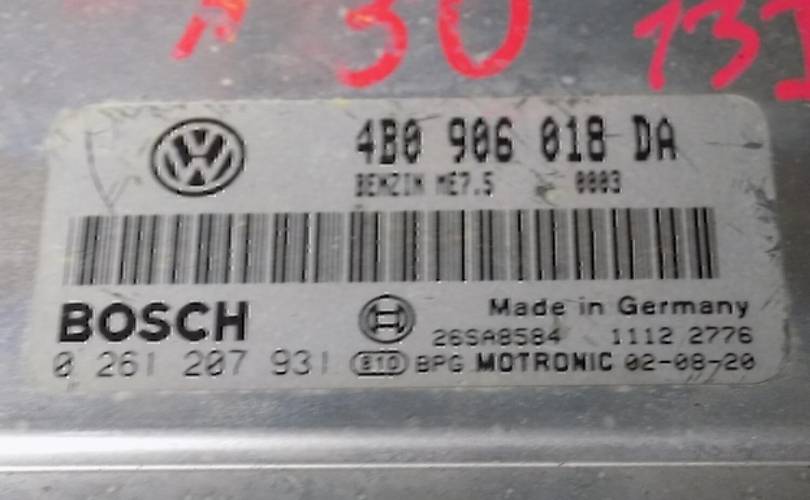 30 131
4B0 906 018 DA
BENZIN ME7.5 0003
BOSCH
Made in Germany
26SA8584 1112 2776
0 261 207 931 BPG MOTRONIC 02-08-20